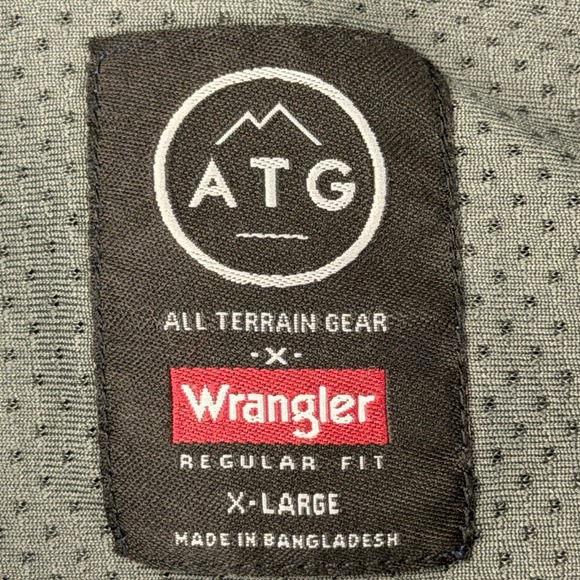 ATG
ALL TERRAIN GEAR
-X-
Wrangler
REGULAR FIT
X-LARGE
MADE IN BANGLADESH